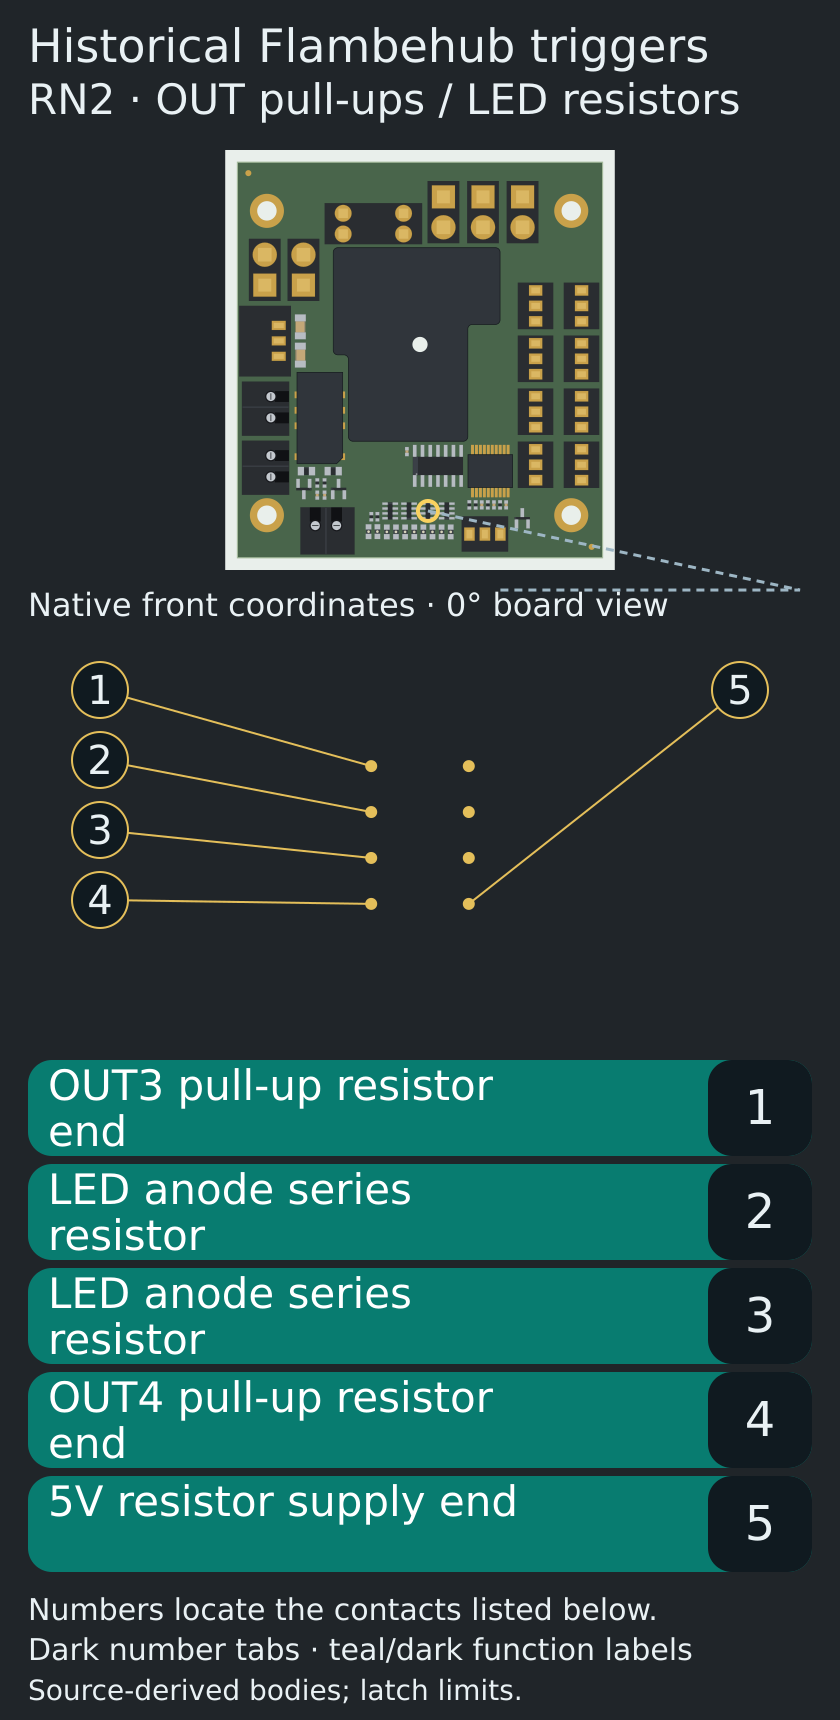 Historical Flambehub triggers
RN2 · OUT pull-ups / LED resistors
Native front coordinates · 0° board view
1
5
2
3
4
OUT3 pull-up resistor
end
1
LED anode series
resistor
2
LED anode series
resistor
3
OUT4 pull-up resistor
end
4
5V resistor supply end
5
Numbers locate the contacts listed below.
Dark number tabs · teal/dark function labels
Source-derived bodies; latch limits.